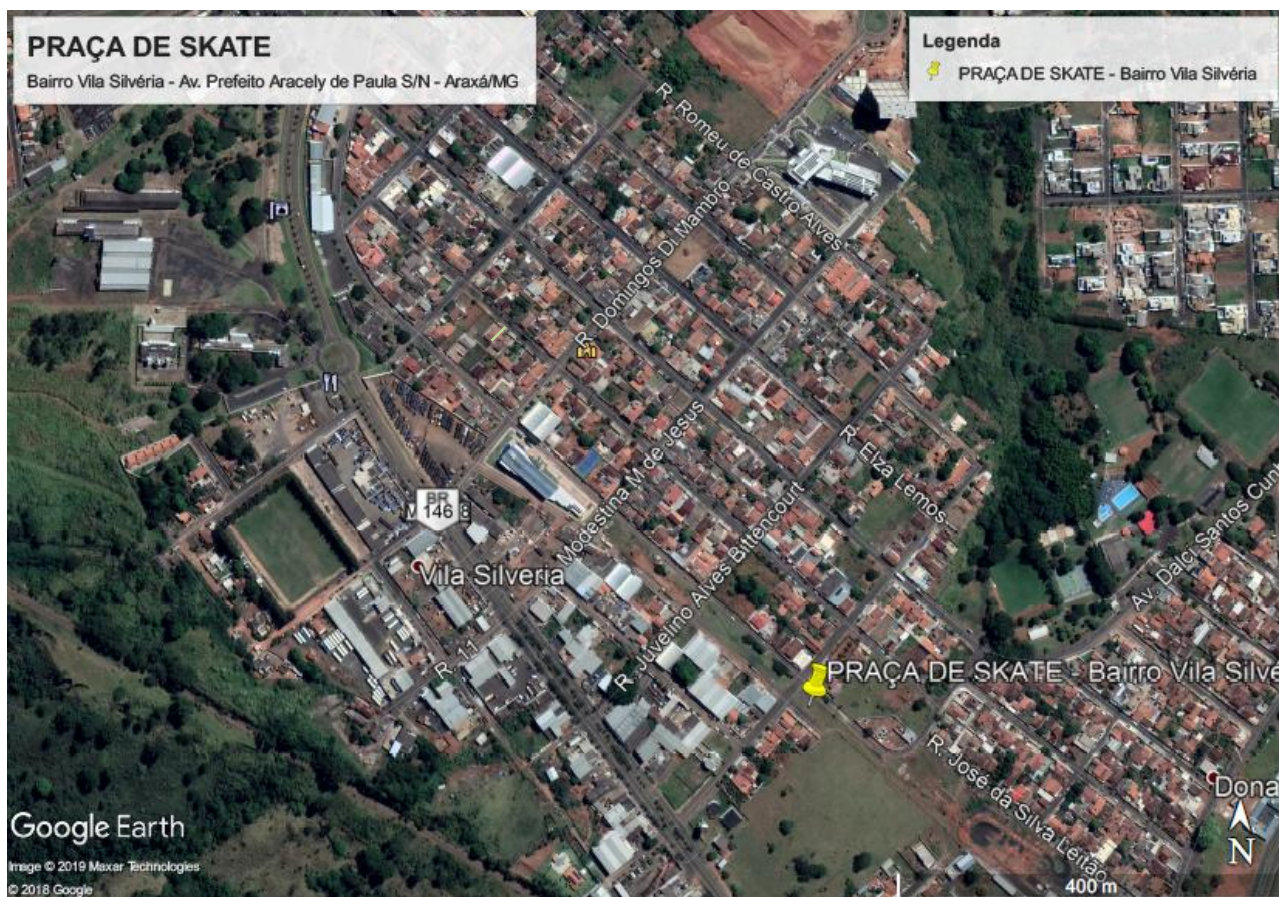 PRAÇA DE SKATE
Bairro Vila Silvéria - Av. Prefeito Aracely de Paula S/N - Araxá/MG
Legenda
PRAÇA DE SKATE - Bairro Vila Silvéria
R. Romeu de Castro Alves
R. Domingos Di Mambro
R. Elza Lemos
Modestina M de Jesus
BR
146
Vila Silveria
R. Juvelino Alves Bittencourt
R. 11
Av. Dalci Santos Cun
PRAÇA DE SKATE - Bairro Vila Silvé
R. José da Silva Leitão
Dona
N
400 m
Google Earth
Image © 2019 Maxar Technologies
© 2018 Google